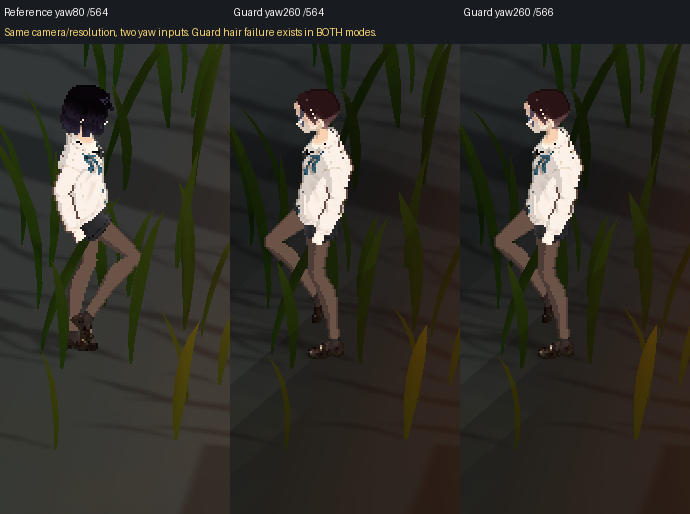 Reference yaw80 /564
Guard yaw260 /564
Guard yaw260 /566
Same camera/resolution, two yaw inputs. Guard hair failure exists in BOTH modes.